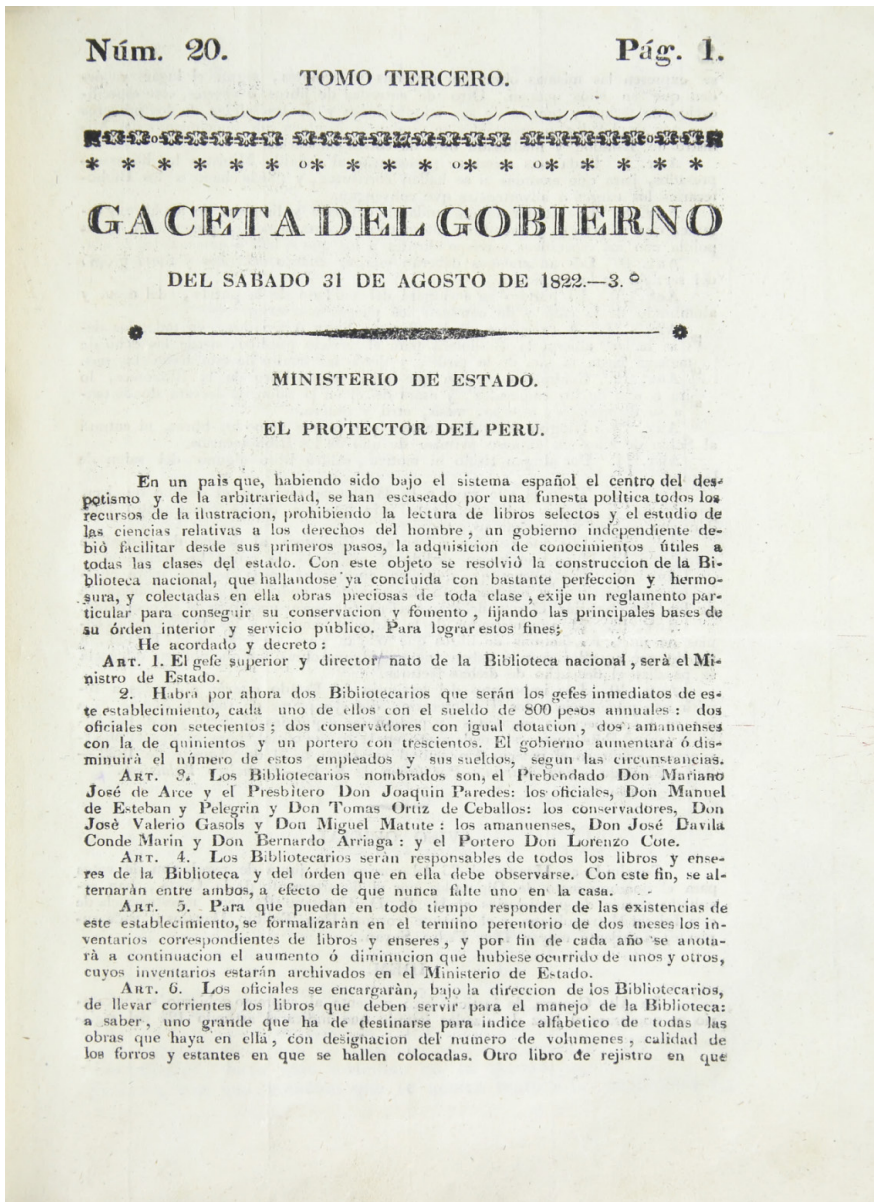 Núm. 20. Pág. 1.
TOMO TERCERO.
GACETA DEL GOBIERNO
DEL SABADO 31 DE AGOSTO DE 1822.—3.º
MINISTERIO DE ESTADO.
EL PROTECTOR DEL PERU.
En un païs que, habiendo sido bajo el sistema español el centro del des-
potismo y de la arbitrariedad, se han escaseado por una funesta politica todos los
recursos de la ilustracion, prohibiendo la lectura de libros selectos y el estudio de
las ciencias relativas a los derechos del hombre, un gobierno independiente de-
bió facilitar desde sus primeros pasos, la adquisicion de conocimientos útiles a
todas las clases del estado. Con este objeto se resolvió la construccion de la Bi-
blioteca nacional, que hallandose ya concluida con bastante perfeccion y hermo-
sura, y colectadas en ella obras preciosas de toda clase, exije un reglamento par-
ticular para conseguir su conservacion y fomento, fijando las principales bases de
su órden interior y servicio público. Para lograr estos fines;
He acordado y decreto:
ART. 1. El gefe superior y director nato de la Biblioteca nacional, serà el Mi-
nistro de Estado.
2. Habrá por ahora dos Bibliotecarios que serán los gefes inmediatos de es-
te establecimiento, cada uno de ellos con el sueldo de 800 pesos annuales: dos
oficiales con setecientos; dos conservadores con igual dotacion, dos amanuenses
con la de quinientos y un portero con trescientos. El gobierno aumentará ó dis-
minuirà el número de estos empleados y sus sueldos, segun las circunstancias.
ART. 3. Los Bibliotecarios nombrados son, el Prebendado Don Mariano
José de Arce y el Presbítero Don Joaquin Paredes: los oficiales, Don Manuel
de Esteban y Pelegrin y Don Tomas Ortiz de Ceballos: los conservadores, Don
Josè Valerio Gasols y Don Miguel Matute: los amanuenses, Don José Davila
Conde Marin y Don Bernardo Arriaga: y el Portero Don Lorenzo Cote.
ART. 4. Los Bibliotecarios serán responsables de todos los libros y ense-
res de la Biblioteca y del órden que en ella debe observarse. Con este fin, se al-
ternaràn entre ambos, a efecto de que nunca falte uno en la casa.
ART. 5. Para que puedan en todo tiempo responder de las existencias de
este establecimiento, se formalizaràn en el termino perentorio de dos meses los in-
ventarios correspondientes de libros y enseres, y por fin de cada año se anota-
rà a continuacion el aumento ó diminucion que hubiese ocurrido de unos y otros,
cuyos inventarios estarán archivados en el Ministerio de Estado.
ART. 6. Los oficiales se encargaràn, bajo la direccion de los Bibliotecarios,
de llevar corrientes los libros que deben servir para el manejo de la Biblioteca:
a saber, uno grande que ha de destinarse para indice alfabetico de todas las
obras que haya en ella, con designacion del numero de volumenes, calidad de
los forros y estantes en que se hallen colocadas. Otro libro de rejistro en que